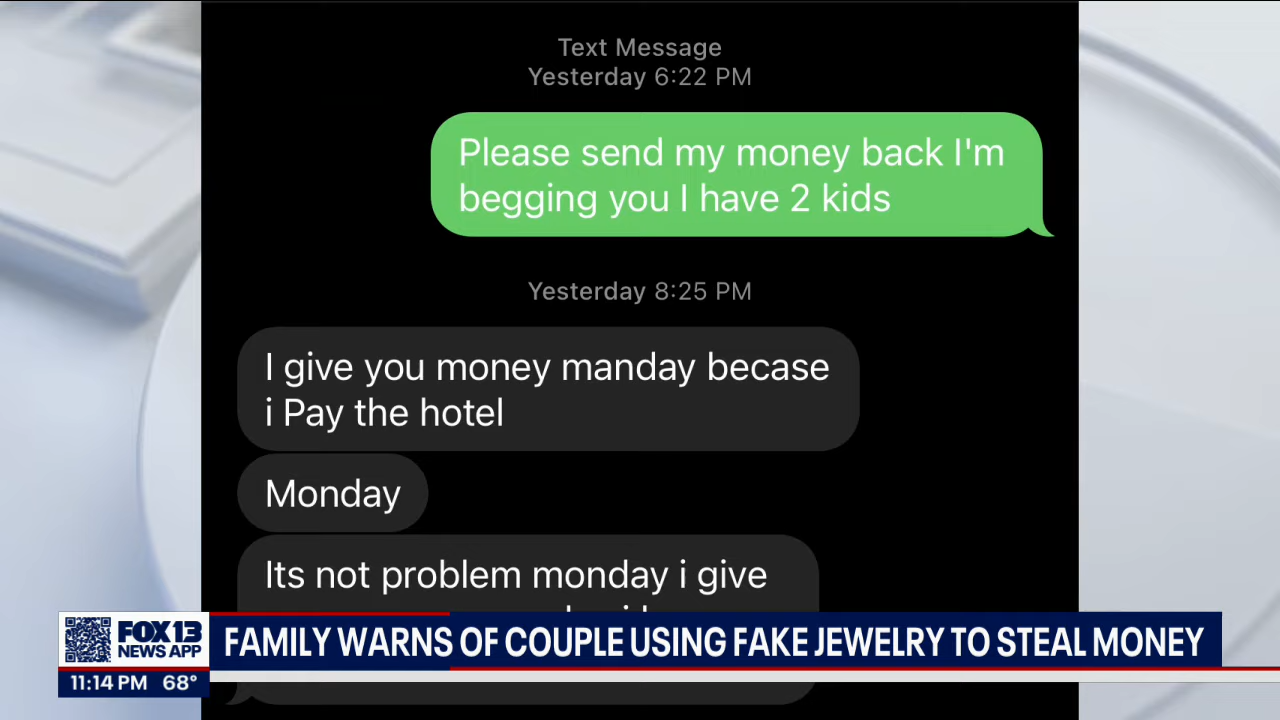 Text Message
Yesterday 6:22 PM
Please send my money back I'm
begging you I have 2 kids
Yesterday 8:25 PM
I give you money manday becase
i Pay the hotel
Monday
Its not problem monday i give
FOX13
NEWS APP
FAMILY WARNS OF COUPLE USING FAKE JEWELRY TO STEAL MONEY
11:14 PM 68°